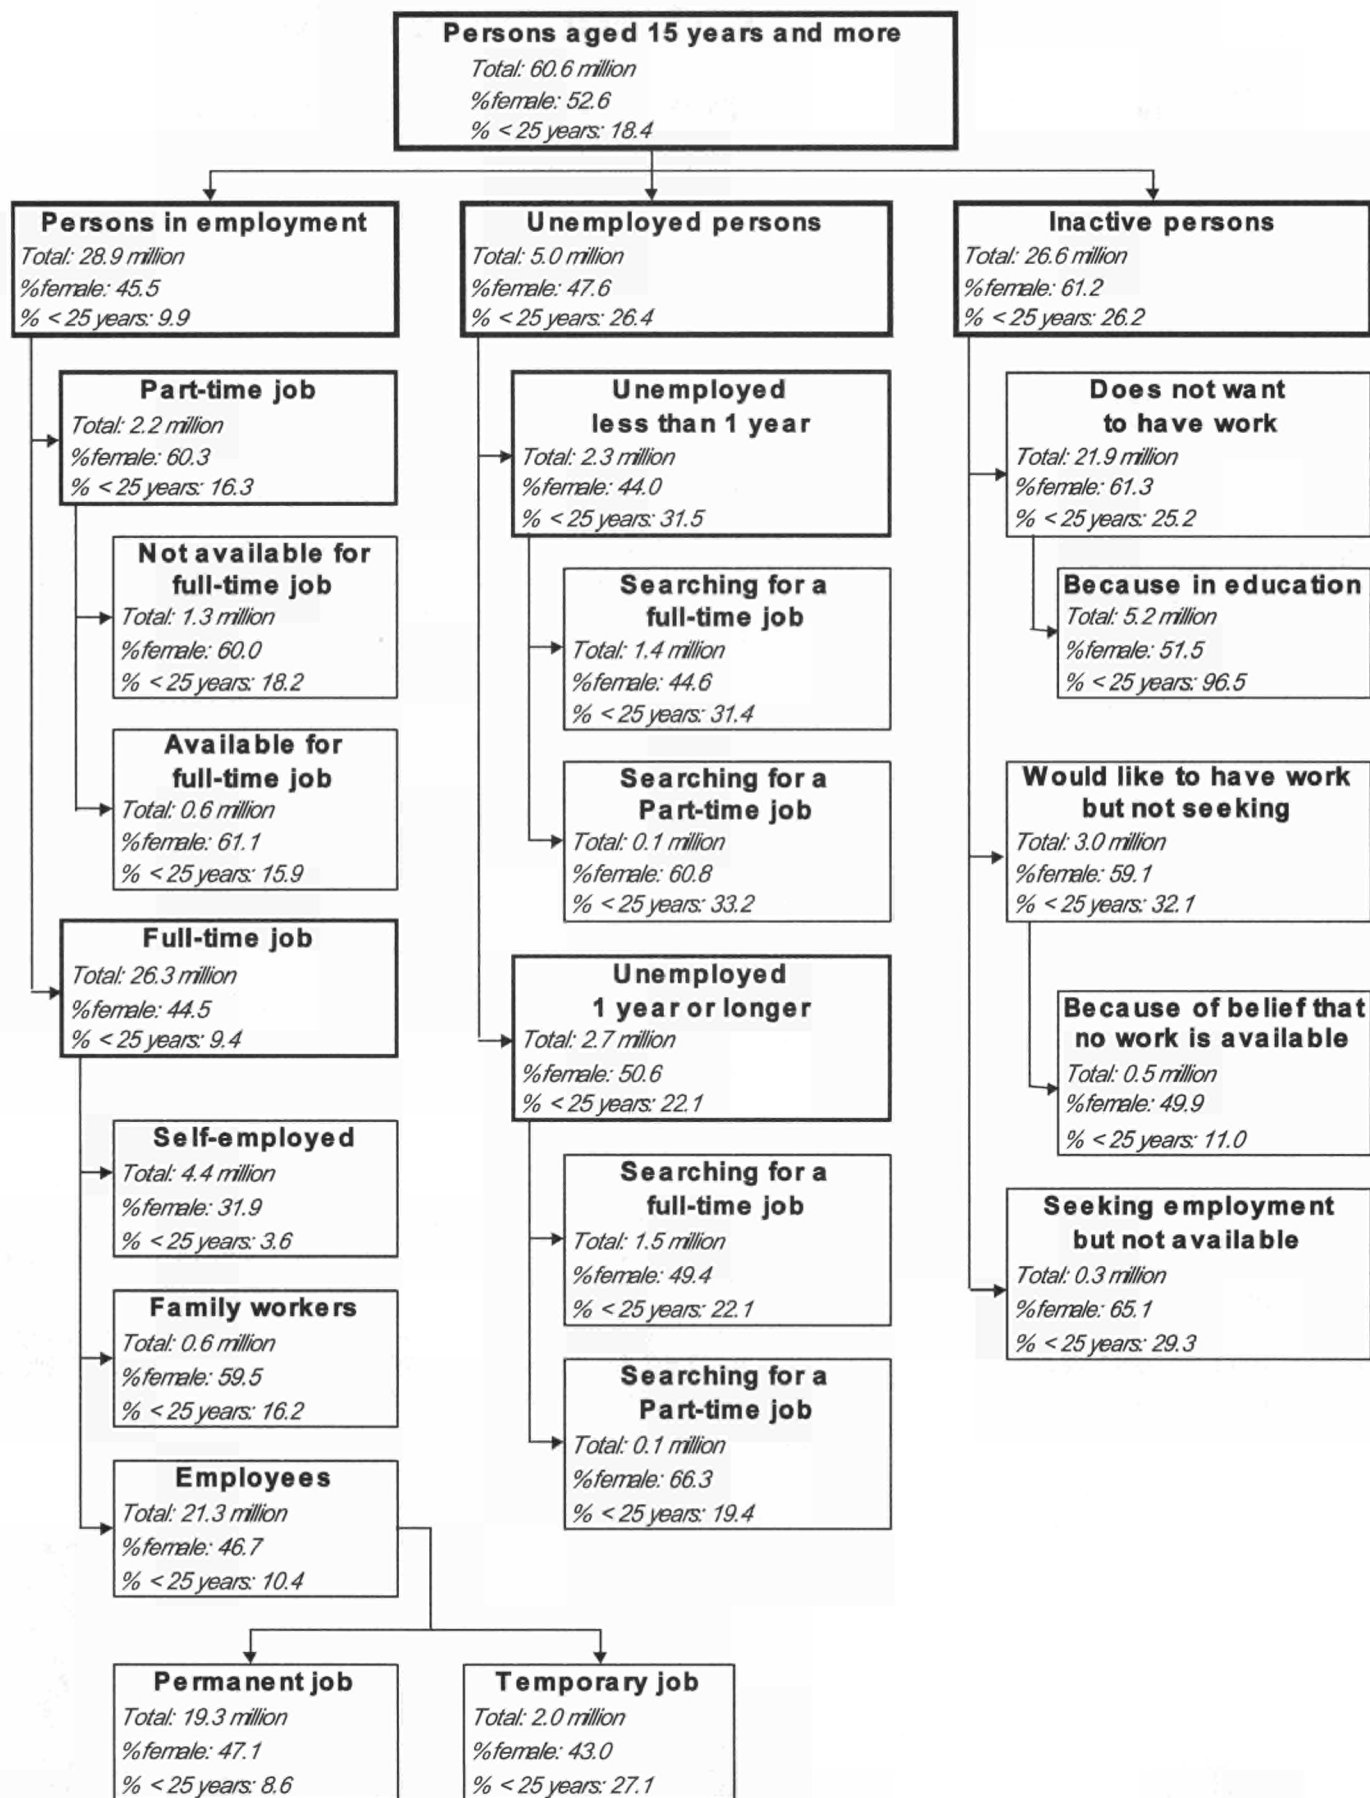 Persons aged 15 years and more
Total: 60.6 million
%female: 52.6
% < 25 years: 18.4
Persons in employment
Total: 28.9 million
%female: 45.5
% < 25 years: 9.9
Part-time job
Total: 2.2 million
%female: 60.3
% < 25 years: 16.3
Not available for
full-time job
Total: 1.3 million
%female: 60.0
% < 25 years: 18.2
Available for
full-time job
Total: 0.6 million
%female: 61.1
% < 25 years: 15.9
Full-time job
Total: 26.3 million
%female: 44.5
% < 25 years: 9.4
Self-employed
Total: 4.4 million
%female: 31.9
% < 25 years: 3.6
Family workers
Total: 0.6 million
%female: 59.5
% < 25 years: 16.2
Employees
Total: 21.3 million
%female: 46.7
% < 25 years: 10.4
Permanent job
Total: 19.3 million
%female: 47.1
% < 25 years: 8.6
Temporary job
Total: 2.0 million
%female: 43.0
% < 25 years: 27.1
Unemployed persons
Total: 5.0 million
%female: 47.6
% < 25 years: 26.4
Unemployed
less than 1 year
Total: 2.3 million
%female: 44.0
% < 25 years: 31.5
Searching for a
full-time job
Total: 1.4 million
%female: 44.6
% < 25 years: 31.4
Searching for a
Part-time job
Total: 0.1 million
%female: 60.8
% < 25 years: 33.2
Unemployed
1 year or longer
Total: 2.7 million
%female: 50.6
% < 25 years: 22.1
Searching for a
full-time job
Total: 1.5 million
%female: 49.4
% < 25 years: 22.1
Searching for a
Part-time job
Total: 0.1 million
%female: 66.3
% < 25 years: 19.4
Inactive persons
Total: 26.6 million
%female: 61.2
% < 25 years: 26.2
Does not want
to have work
Total: 21.9 million
%female: 61.3
% < 25 years: 25.2
Because in education
Total: 5.2 million
%female: 51.5
% < 25 years: 96.5
Would like to have work
but not seeking
Total: 3.0 million
%female: 59.1
% < 25 years: 32.1
Because of belief that
no work is available
Total: 0.5 million
%female: 49.9
% < 25 years: 11.0
Seeking employment
but not available
Total: 0.3 million
%female: 65.1
% < 25 years: 29.3